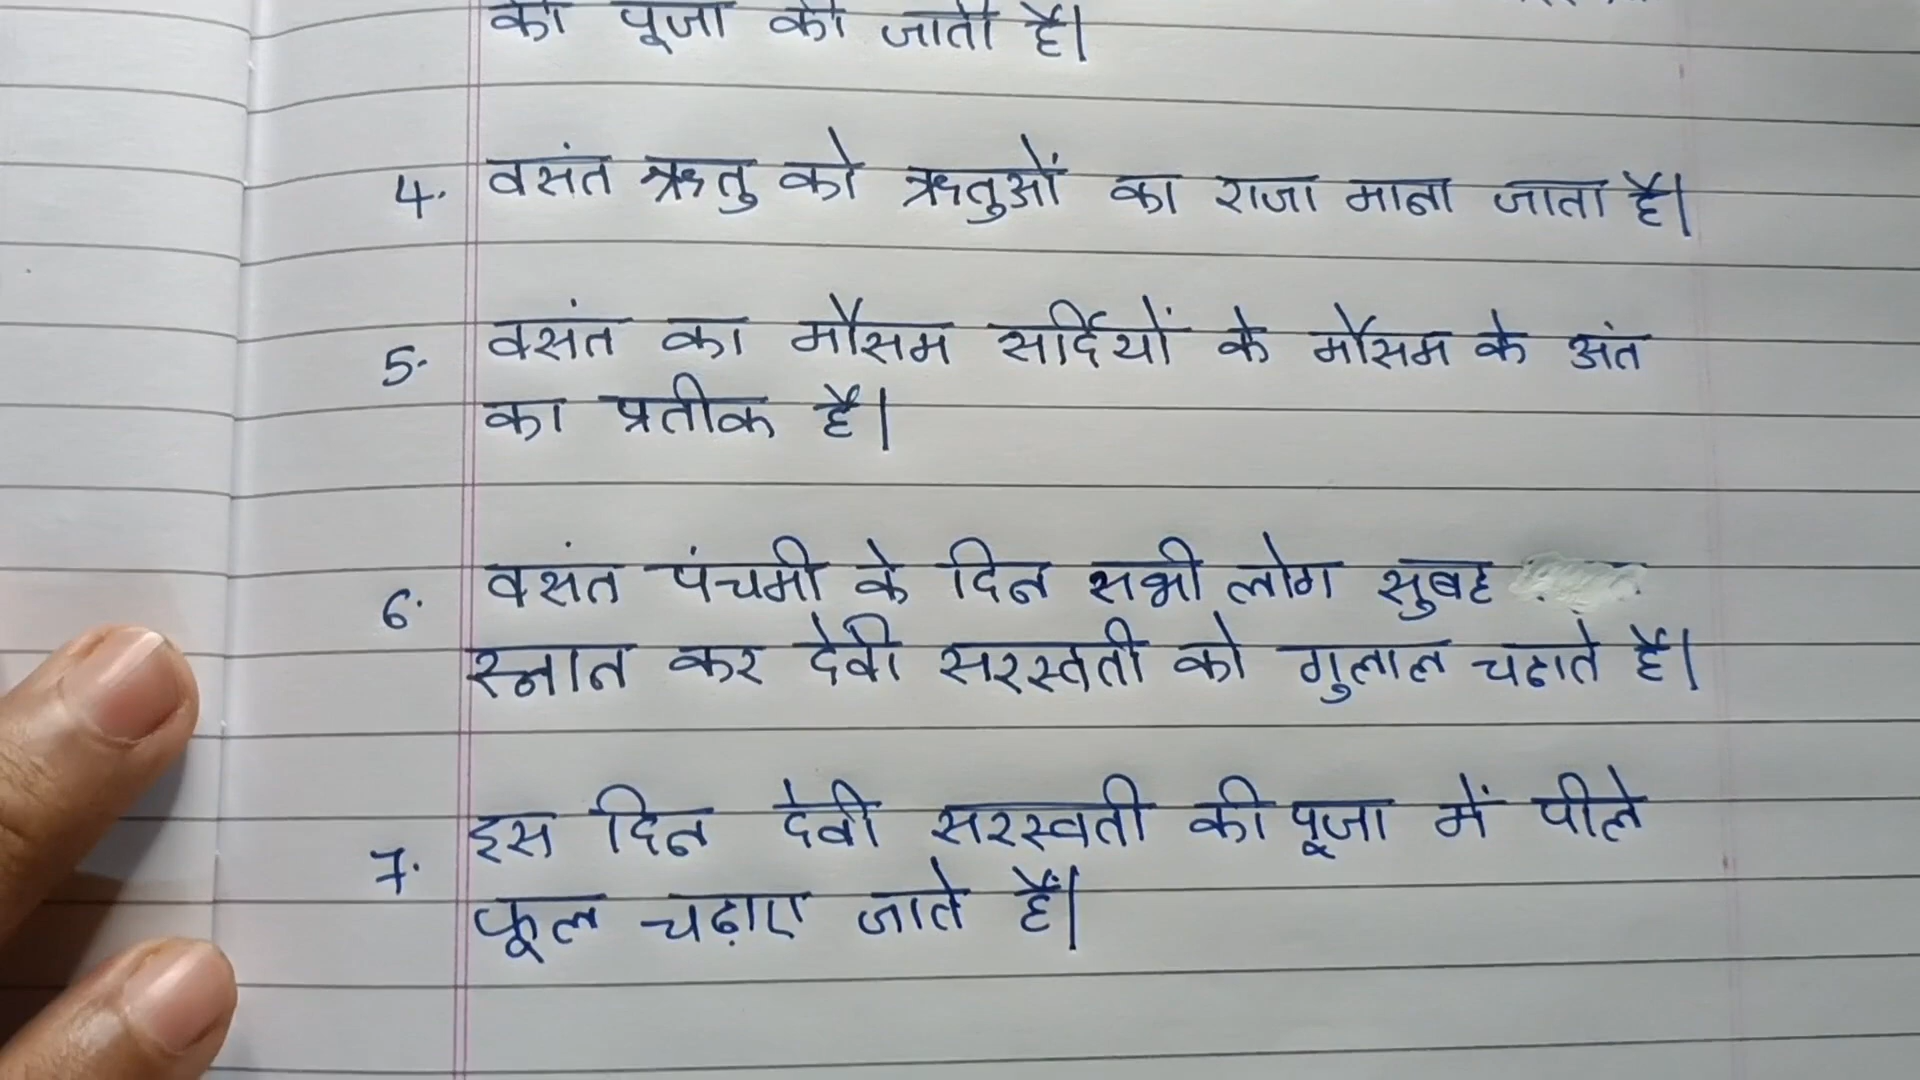 की पूजा की जाती है।
4. वसंत ऋतु को ऋतुओं का राजा माना जाता है।
5. वसंत का मौसम सर्दियों के मौसम के अंत
का प्रतीक है।
6. वसंत पंचमी के दिन सभी लोग सुबह
स्नान कर देवी सरस्वती को गुलाल चढाते हैं।
7. इस दिन देवी सरस्वती की पूजा में पीले
फूल चढ़ाए जाते हैं।